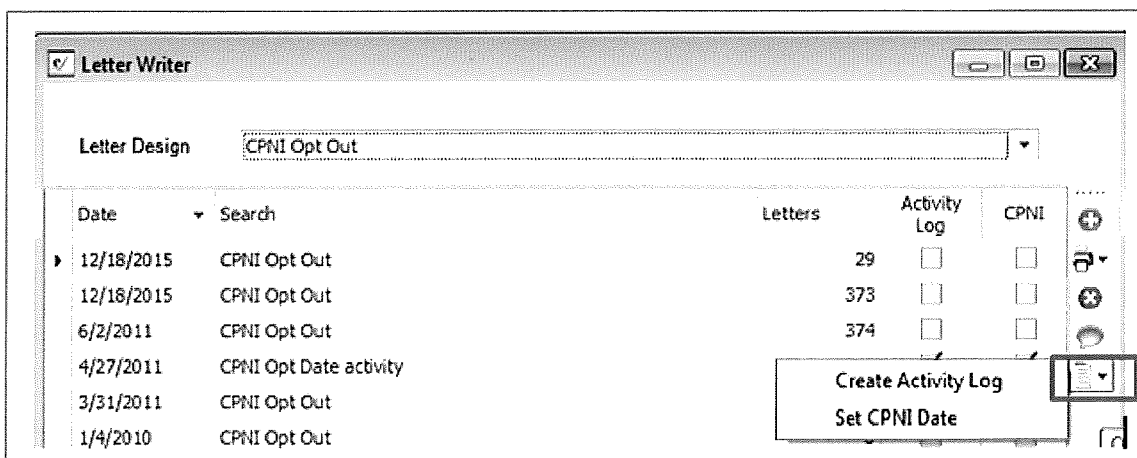 Letter Writer
Letter Design CPNI Opt Out
Date Search Letters Activity Log CPNI
12/18/2015 CPNI Opt Out 29
12/18/2015 CPNI Opt Out 373
6/2/2011 CPNI Opt Out 374
4/27/2011 CPNI Opt Date activity
3/31/2011 CPNI Opt Out
1/4/2010 CPNI Opt Out
Create Activity Log
Set CPNI Date